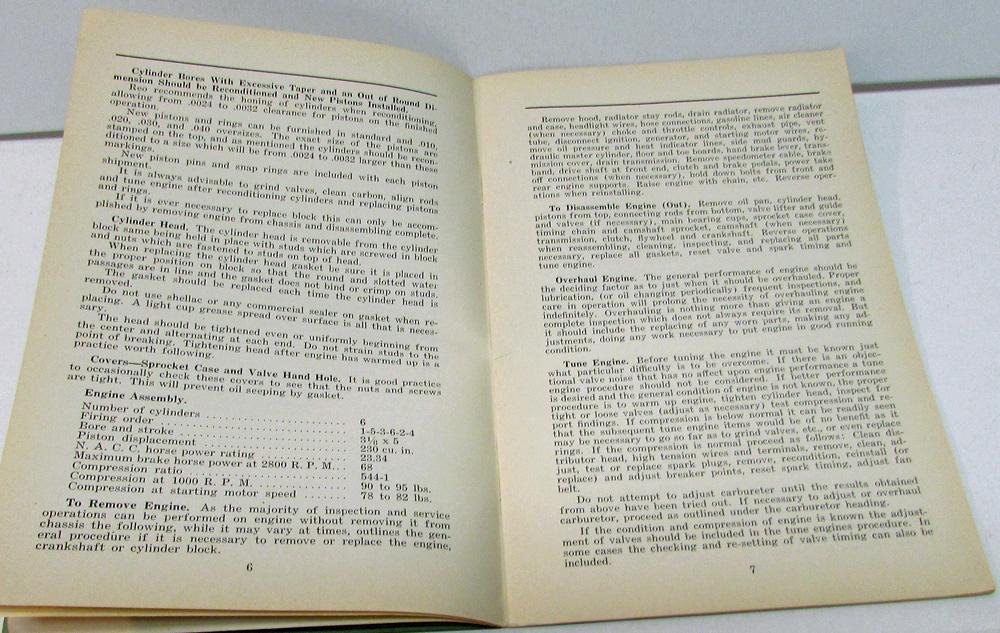 Cylinder Bores With Excessive Taper and an Out of Round Di-
mension Should be Reconditioned and New Pistons Installed.
Reo recommends the honing of cylinders when reconditioning,
allowing from .0024 to .0032 clearance for pistons on the finished
operation.
New pistons and rings can be furnished in standard and .010,
.020, .030, and .040 oversizes. The exact size of the pistons are
stamped on the top, and as mentioned the cylinders should be recon-
ditioned to a size which will be from .0024 to .0032 larger than these
markings.
New piston pins and snap rings are included with each piston
shipment.
It is always advisable to grind valves, clean carbon, align rods
and tune engine after reconditioning cylinders and replacing pistons
and rings.
If it is ever necessary to replace block this can only be accom-
plished by removing engine from chassis and disassembling complete.
Cylinder Head. The cylinder head is removable from the cylinder
block same being held in place with studs which are screwed in block
and nuts which are fastened to studs on top of head.
When replacing the cylinder head gasket be sure it is placed in
the proper position on block so that the round and slotted water
passages are in line and the gasket does not bind or crimp on studs.
The gasket should be replaced each time the cylinder head is
removed.
Do not use shellac or any commercial sealer on gasket when re-
placing. A light cup grease spread over surface is all that is neces-
sary.
The head should be tightened even or uniformly beginning from
the center and alternating at each end. Do not strain studs to the
point of breaking. Tightening head after engine has warmed up is a
practice worth following.
Covers—Sprocket Case and Valve Hand Hole. It is good practice
to occasionally check these covers to see that the nuts and screws
are tight. This will prevent oil seeping by gasket.
Engine Assembly.
Number of cylinders .................... 6
Firing order .................... 1-5-3-6-2-4
Bore and stroke .................... 3⅛ x 5
Piston displacement .................... 230 cu. in.
N. A. C. C. horse power rating .................... 23.34
Maximum brake horse power at 2800 R. P. M. .. 68
Compression ratio .................... 544-1
Compression at 1000 R. P. M. .................... 90 to 95 lbs.
Compression at starting motor speed ....... 78 to 82 lbs.
To Remove Engine. As the majority of inspection and service
operations can be performed on engine without removing it from
chassis the following, while it may vary at times, outlines the gen-
eral procedure if it is necessary to remove or replace the engine,
crankshaft or cylinder block.
6
Remove hood, radiator stay rods, drain radiator, remove radiator
and case, headlight wires, hose connections, gasoline lines, air cleaner
(when necessary) choke and throttle controls, exhaust pipe, vent
tube, disconnect ignition, generator, and starting motor wires, re-
move oil pressure and heat indicator lines, side mud guards, hy-
draulic master cylinder, floor and toe boards, hand brake lever, trans-
mission cover, drain transmission. Remove speedometer cable, brake
band, drive shaft at front end, clutch and brake pedals, power take
off connections (when necessary), hold down bolts from front and
rear engine supports. Raise engine with chain, etc. Reverse oper-
ations when reinstalling.
To Disassemble Engine (Out). Remove oil pan, cylinder head,
pistons from top, connecting rods from bottom, valve lifter and guide
and valves (if necessary), main bearing cups, sprocket case cover,
timing chain and camshaft sprocket, camshaft (when necessary)
transmission, clutch, flywheel and crankshaft. Reverse operations
when reassembling, cleaning, inspecting, and replacing all parts
necessary, replace all gaskets, reset valve and spark timing and
tune engine.
Overhaul Engine. The general performance of engine should be
the deciding factor as to just when it should be overhauled. Proper
lubrication, (or oil changing periodically) frequent inspections, and
care in operation will prolong the necessity of overhauling engine
indefinitely. Overhauling is nothing more than giving an engine a
complete inspection which does not always require its removal. But
it should include the replacing of any worn parts, making any ad-
justments, doing any work necessary to put engine in good running
condition.
Tune Engine. Before tuning the engine it must be known just
what particular difficulty is to be overcome. If there is an objec-
tional valve noise that has no affect upon engine performance a tune
engine procedure should not be considered. If better performance
is desired and the general condition of engine is not known, the proper
procedure is to warm up engine, tighten cylinder head, inspect for
tight or loose valves (adjust as necessary) test compression and re-
port findings. If compression is below normal it can be readily seen
that the subsequent tune engine items would be of no benefit as it
may be necessary to go so far as to grind valves, etc., or even replace
rings. If the compression is normal proceed as follows: Clean dis-
tributor head, high tension wires and terminals, remove, clean, ad-
just, test or replace spark plugs, remove, recondition, reinstall (or
replace) and adjust breaker points, reset spark timing, adjust fan
belt.
Do not attempt to adjust carbureter until the results obtained
from above have been tried out. If necessary to adjust or overhaul
carburetor, proceed as outlined under the carburetor heading.
If the condition and compression of engine is known the adjust-
ment of valves should be included in the tune engines procedure. In
some cases the checking and re-setting of valve timing can also be
included.
7